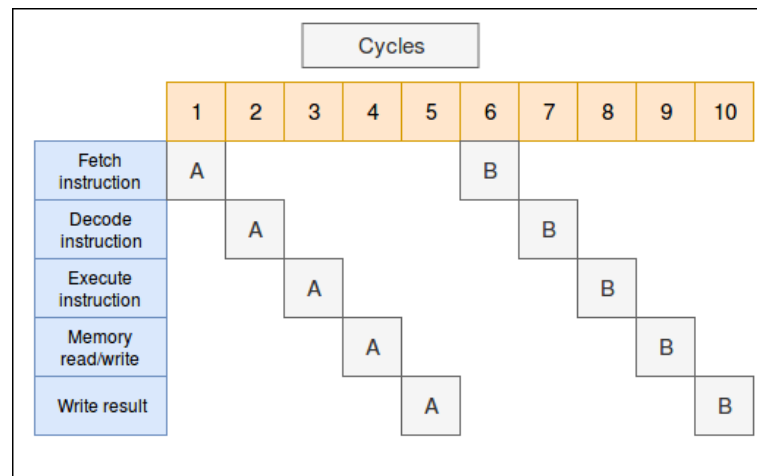 Cycles
1 2 3 4 5 6 7 8 9 10
Fetch
instruction
A B
Decode
instruction
A B
Execute
instruction
A B
Memory
read/write
A B
Write result
A B